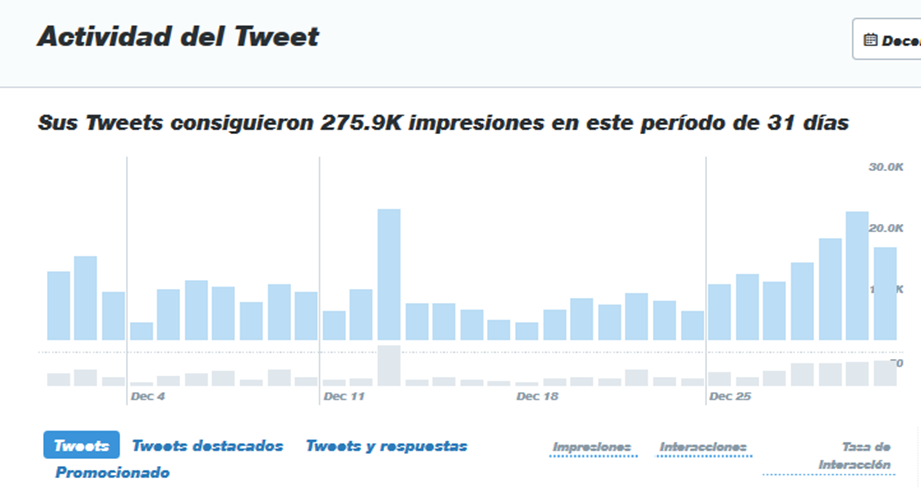 Actividad del Tweet
Sus Tweets consiguieron 275.9K impresiones en este período de 31 días
30.0K
20.0K
Dec 4
Dec 11
Dec 18
Dec 25
Tweets
Tweets destacados
Tweets y respuestas
Impresiones
Interacciones
Tasa de
Interacción
Promocionado